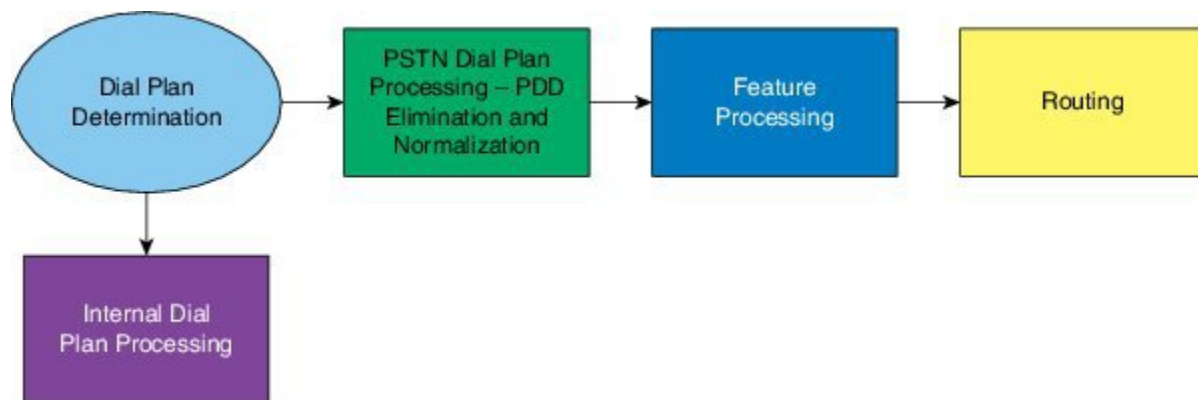 Dial Plan
Determination
PSTN Dial Plan
Processing – PDD
Elimination and
Normalization
Feature
Processing
Routing
Internal Dial
Plan Processing